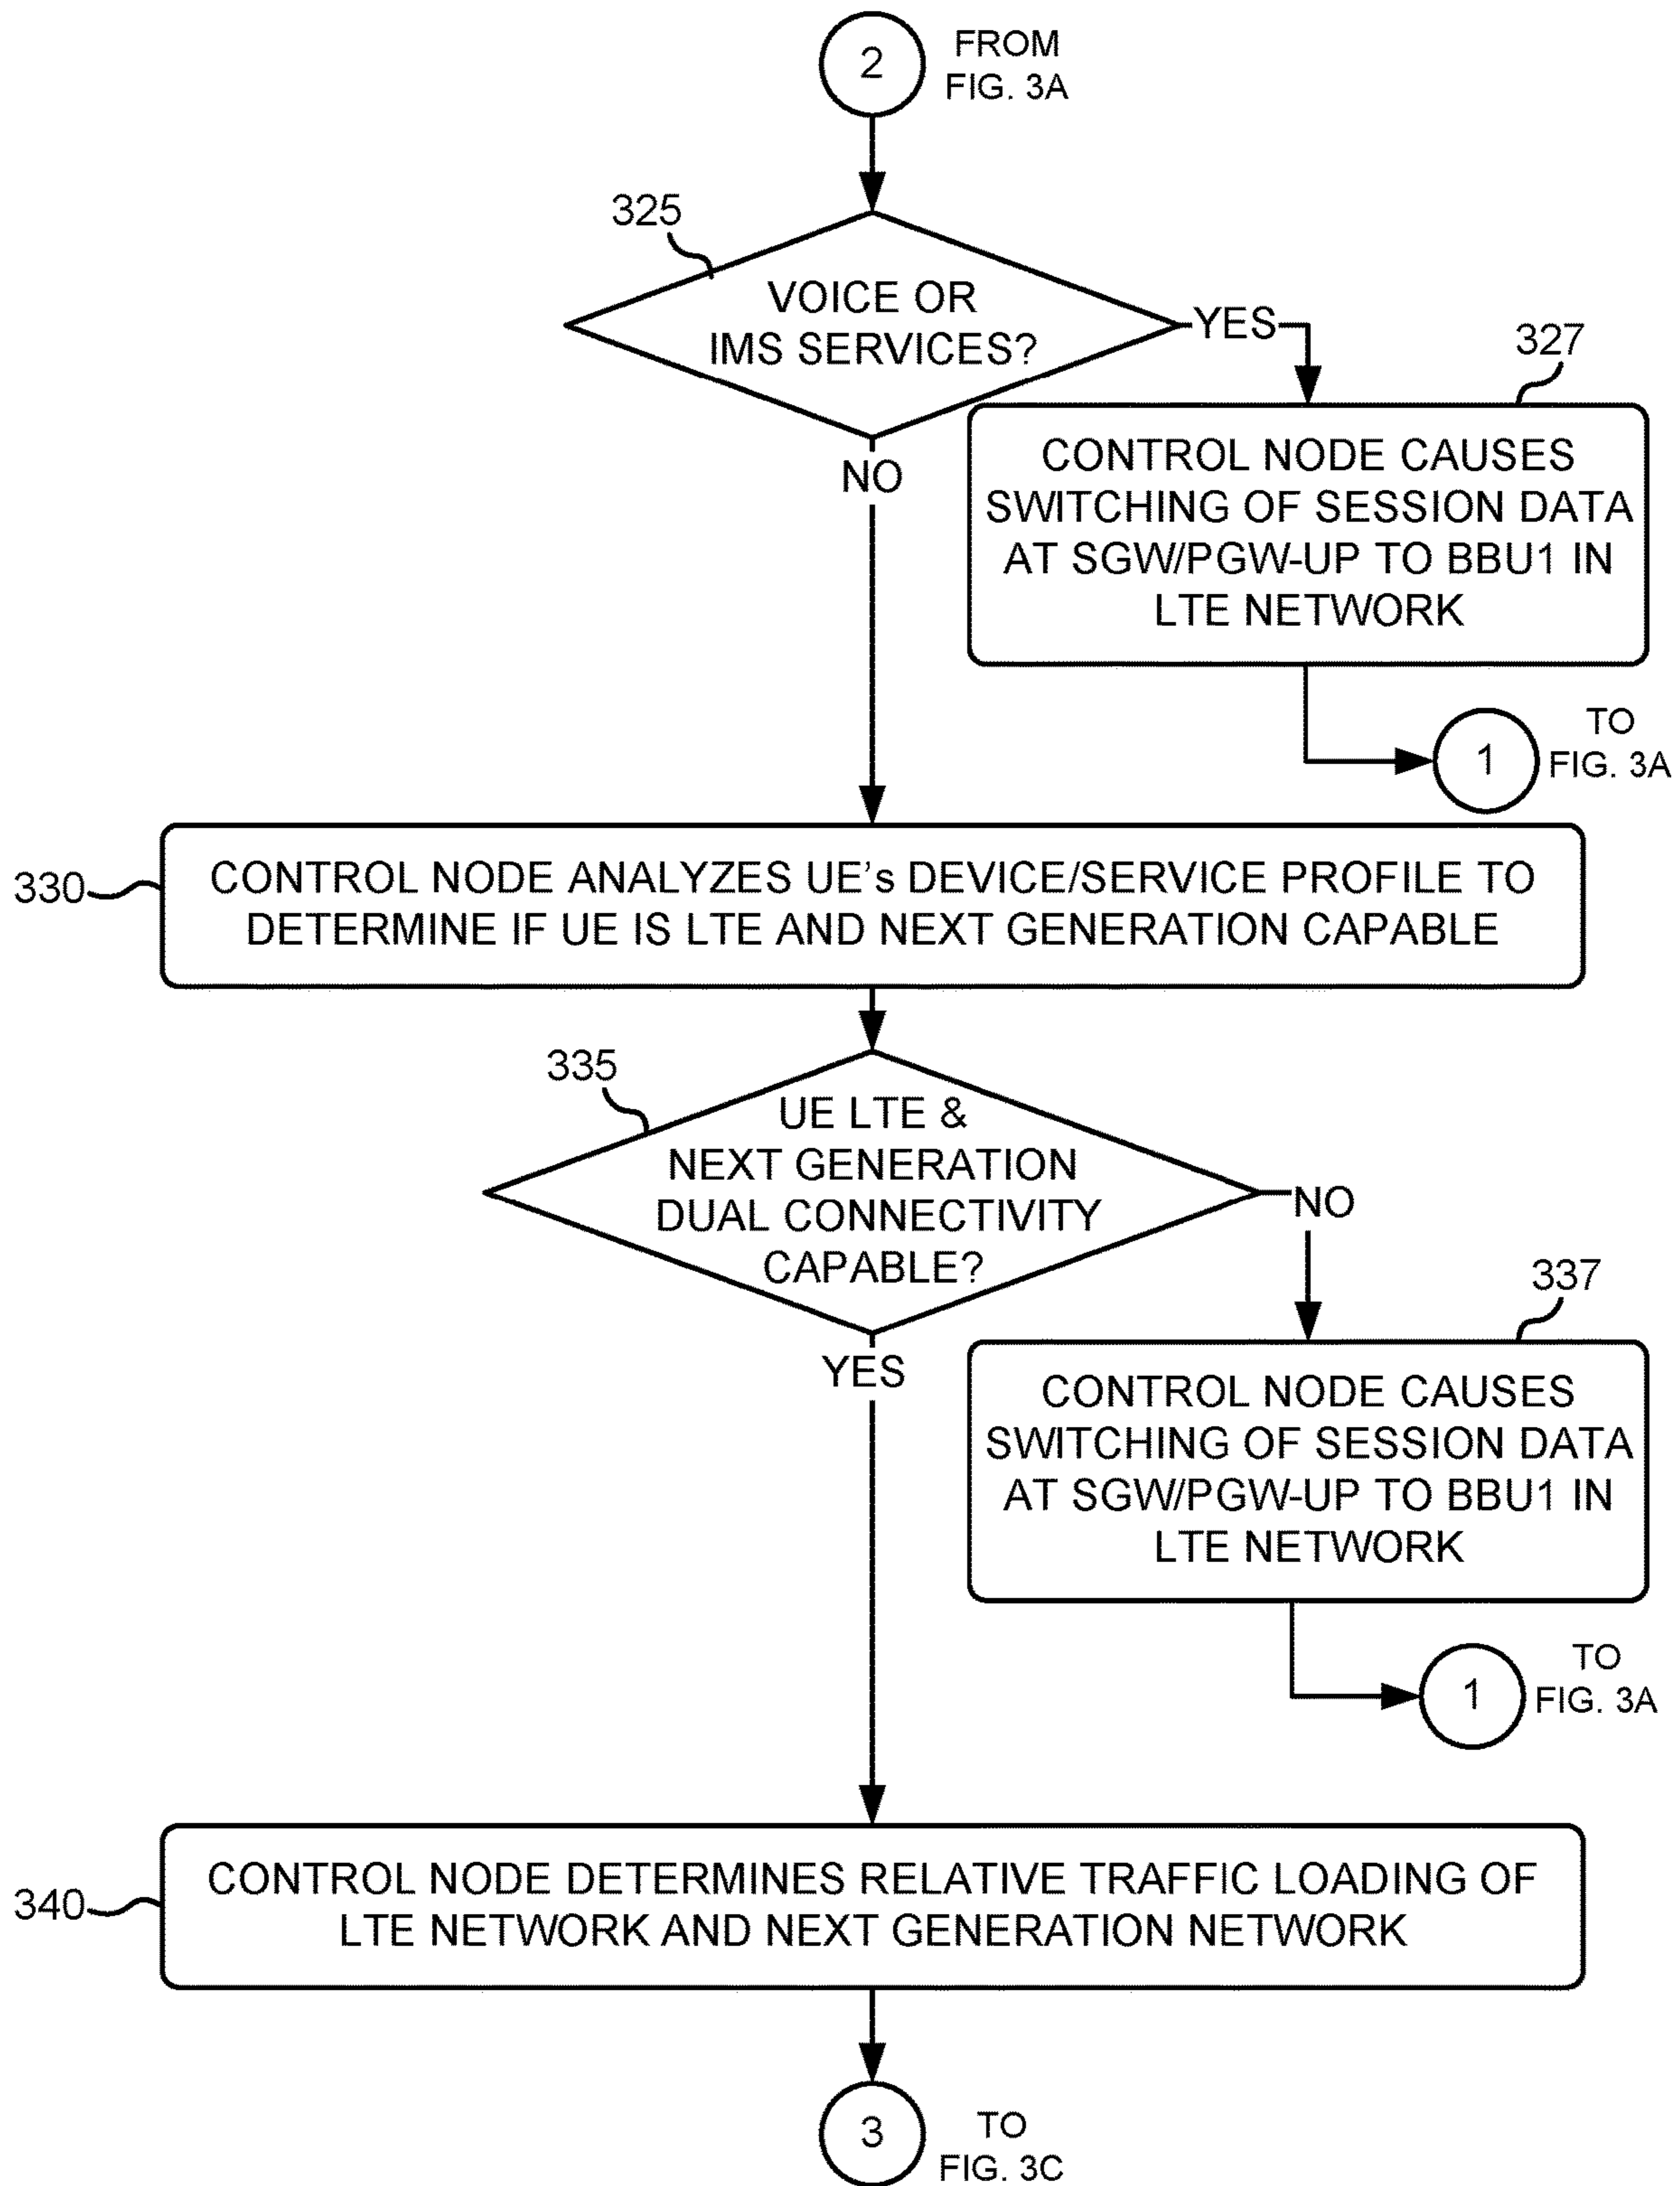 2
FROM
FIG. 3A
325
VOICE OR
IMS SERVICES?
YES
NO
327
CONTROL NODE CAUSES
SWITCHING OF SESSION DATA
AT SGW/PGW-UP TO BBU1 IN
LTE NETWORK
1
TO
FIG. 3A
330
CONTROL NODE ANALYZES UE's DEVICE/SERVICE PROFILE TO
DETERMINE IF UE IS LTE AND NEXT GENERATION CAPABLE
335
UE LTE &
NEXT GENERATION
DUAL CONNECTIVITY
CAPABLE?
NO
YES
337
CONTROL NODE CAUSES
SWITCHING OF SESSION DATA
AT SGW/PGW-UP TO BBU1 IN
LTE NETWORK
1
TO
FIG. 3A
340
CONTROL NODE DETERMINES RELATIVE TRAFFIC LOADING OF
LTE NETWORK AND NEXT GENERATION NETWORK
3
TO
FIG. 3C